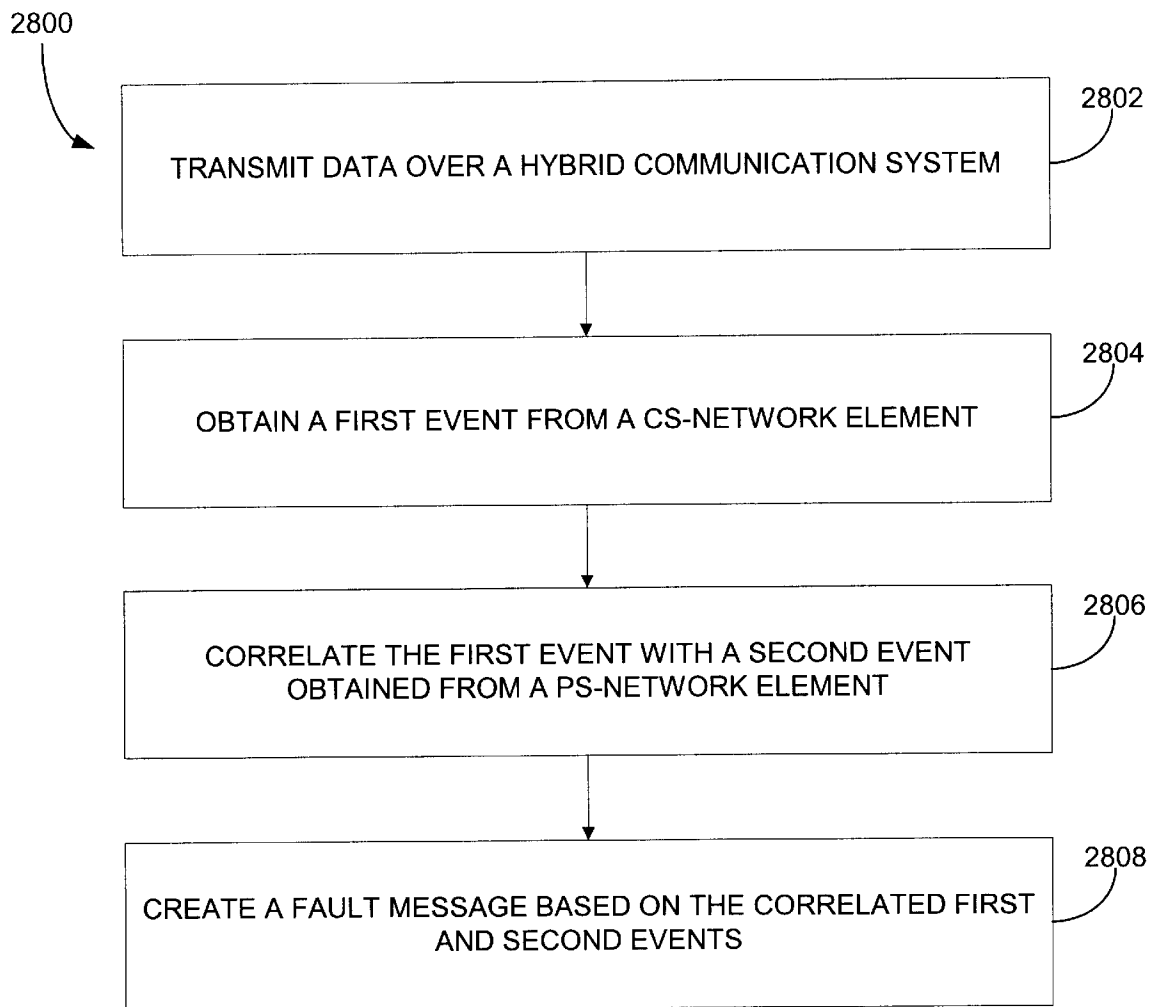 2800
2802
TRANSMIT DATA OVER A HYBRID COMMUNICATION SYSTEM
2804
OBTAIN A FIRST EVENT FROM A CS-NETWORK ELEMENT
2806
CORRELATE THE FIRST EVENT WITH A SECOND EVENT
OBTAINED FROM A PS-NETWORK ELEMENT
2808
CREATE A FAULT MESSAGE BASED ON THE CORRELATED FIRST
AND SECOND EVENTS